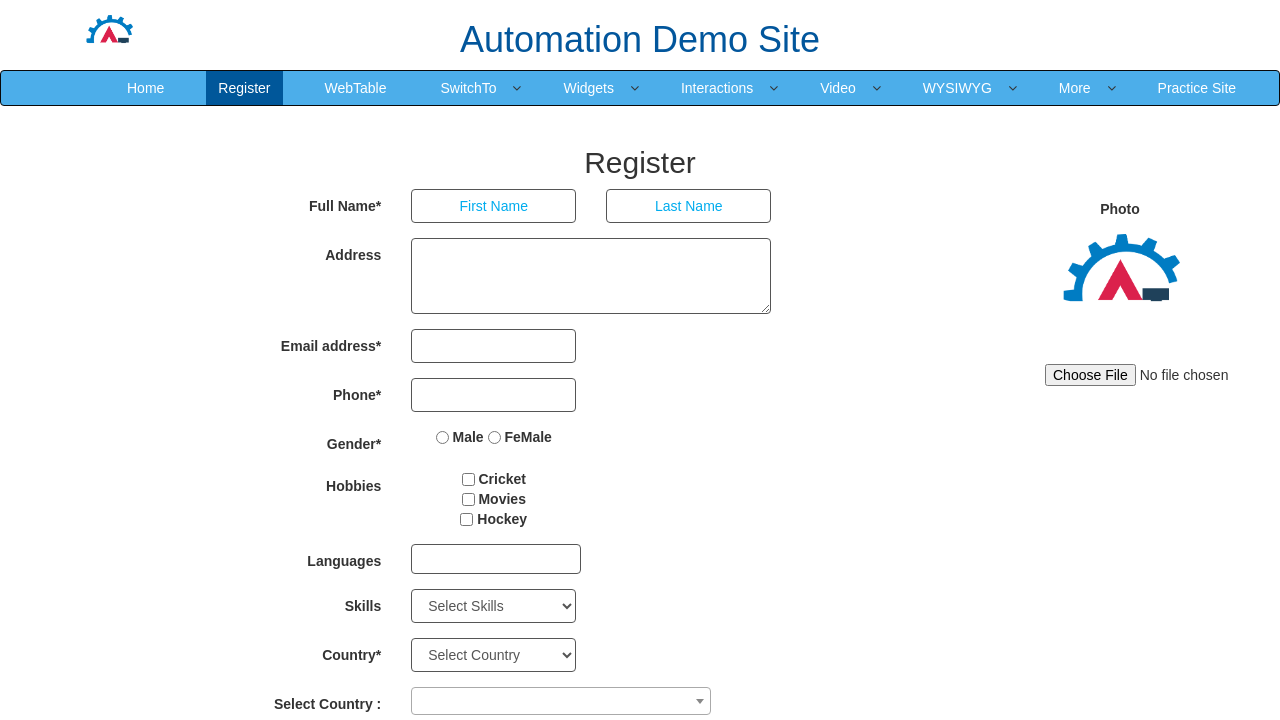 Automation Demo Site
Home Register WebTable SwitchTo Widgets Interactions Video WYSIWYG More Practice Site
Register
Full Name* First Name Last Name
Photo
Address
Email address*
Phone*
Choose File No file chosen
Gender* Male FeMale
Hobbies Cricket
Movies
Hockey
Languages
Skills Select Skills
Country* Select Country
Select Country :